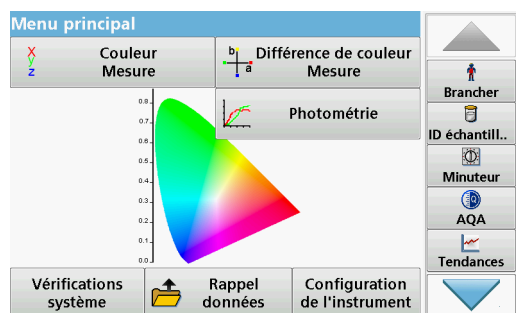 Menu principal
X
y
z
Couleur
Mesure
b
a
Différence de couleur
Mesure
Photométrie
0.8
0.7
0.6
0.5
0.4
0.3
0.2
0.1
0.0
Vérifications
système
Rappel
données
Configuration
de l'instrument
Brancher
ID échantill..
Minuteur
AQA
Tendances